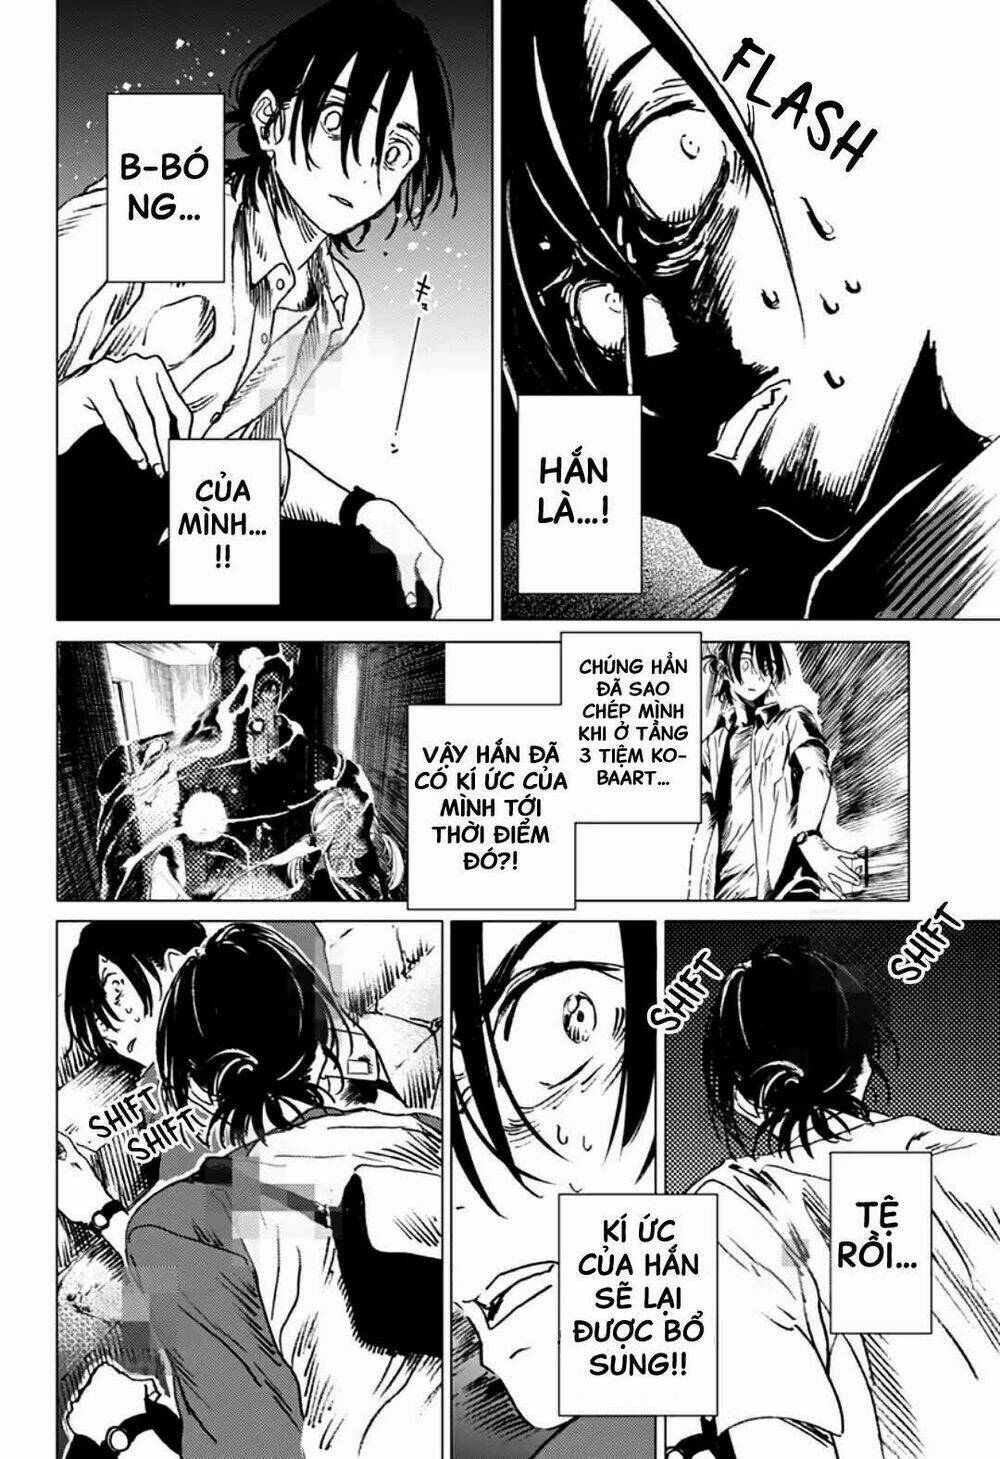 FLASH
HẮN
LÀ...!
B-BÓ
NG...
CỦA
MÌNH...
!!
CHÚNG HẲN
ĐÃ SAO
CHÉP MÌNH
KHI Ở TẦNG
3 TIỆM KO-
BAART...
VẬY HẮN ĐÃ
CÓ KÍ ỨC CỦA
MÌNH TỚI
THỜI ĐIỂM
ĐÓ?!
SHIFT
SHIFT
TỆ
RỒI...
KÍ ỨC
CỦA HẮN
SẼ LẠI
ĐƯỢC BỔ
SUNG!!
SHIFT
SHIFT